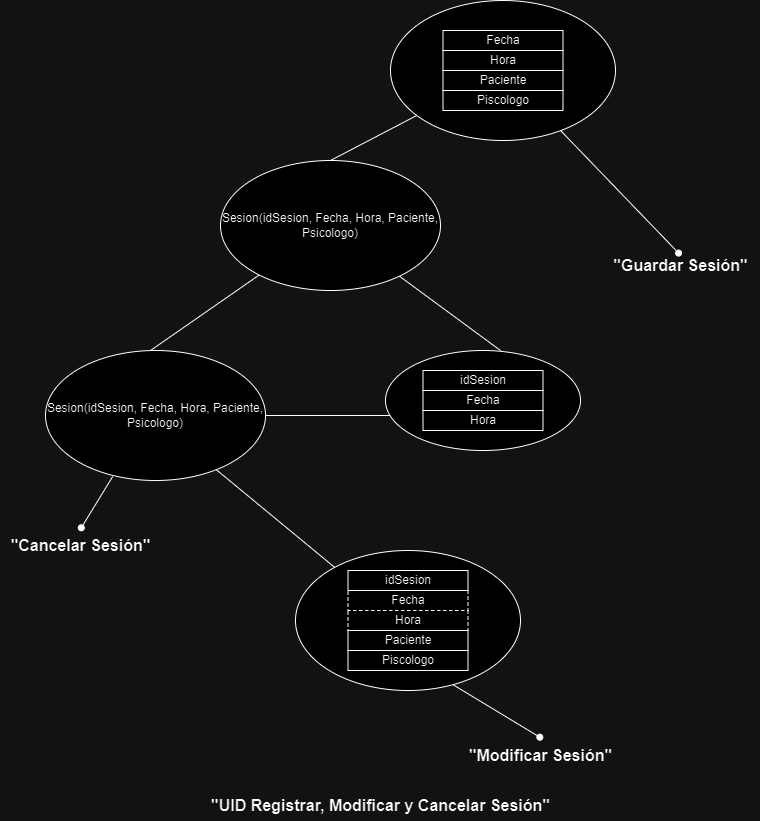 Fecha
Hora
Paciente
Piscologo
Sesion(idSesion, Fecha, Hora, Paciente,
Psicologo)
"Guardar Sesión"
idSesion
Fecha
Hora
Sesion(idSesion, Fecha, Hora, Paciente,
Psicologo)
"Cancelar Sesión"
idSesion
Fecha
Hora
Paciente
Piscologo
"Modificar Sesión"
"UID Registrar, Modificar y Cancelar Sesión"